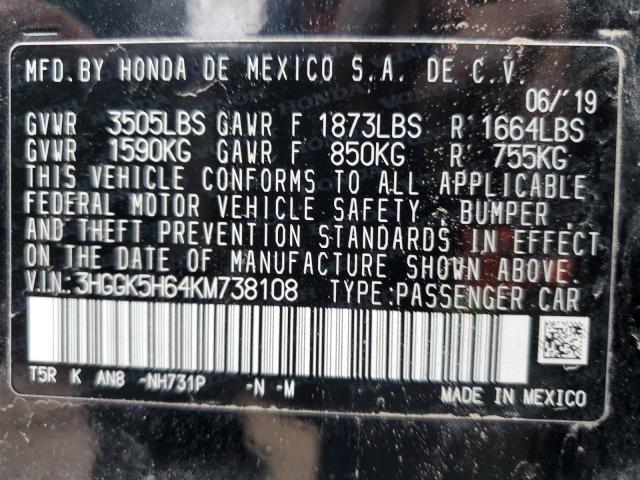 MFD. BY HONDA DE MEXICO S.A. DE C.V.
06/'19
GVWR 3505LBS GAWR F 1873LBS R 1664LBS
GVWR 1590KG GAWR F 850KG R 755KG
THIS VEHICLE CONFORMS TO ALL APPLICABLE
FEDERAL MOTOR VEHICLE SAFETY, BUMPER,
AND THEFT PREVENTION STANDARDS IN EFFECT
ON THE DATE OF MANUFACTURE SHOWN ABOVE.
V.I.N.:3HGGK5H64KM738108 TYPE:PASSENGER CAR
T5R K AN8 -NH731P -N -M
MADE IN MEXICO